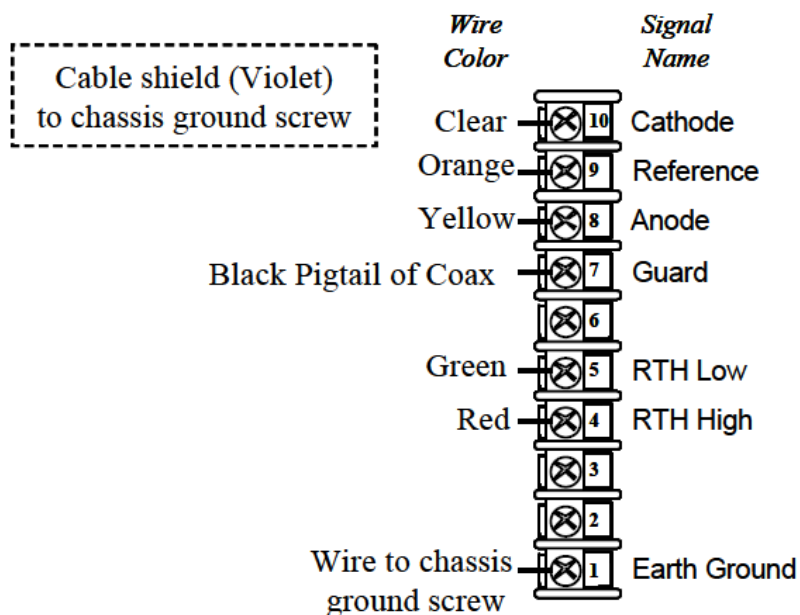 Wire Color
Signal Name
Cable shield (Violet)
to chassis ground screw
Clear 10 Cathode
Orange 9 Reference
Yellow 8 Anode
Black Pigtail of Coax 7 Guard
6
Green 5 RTH Low
Red 4 RTH High
3
2
Wire to chassis
ground screw
1 Earth Ground